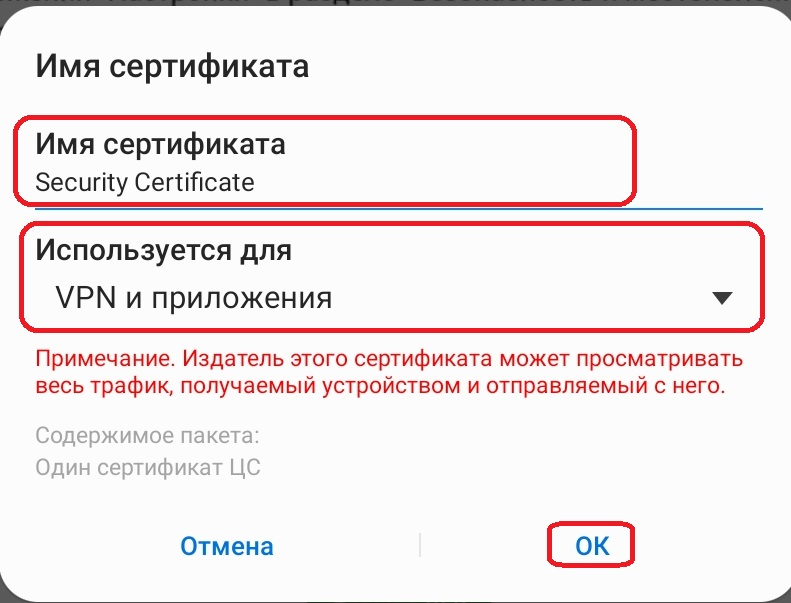 Имя сертификата
Имя сертификата
Security Certificate
Используется для
VPN и приложения
Примечание. Издатель этого сертификата может просматривать
весь трафик, получаемый устройством и отправляемый с него.
Содержимое пакета:
Один сертификат ЦС
Отмена
ОК